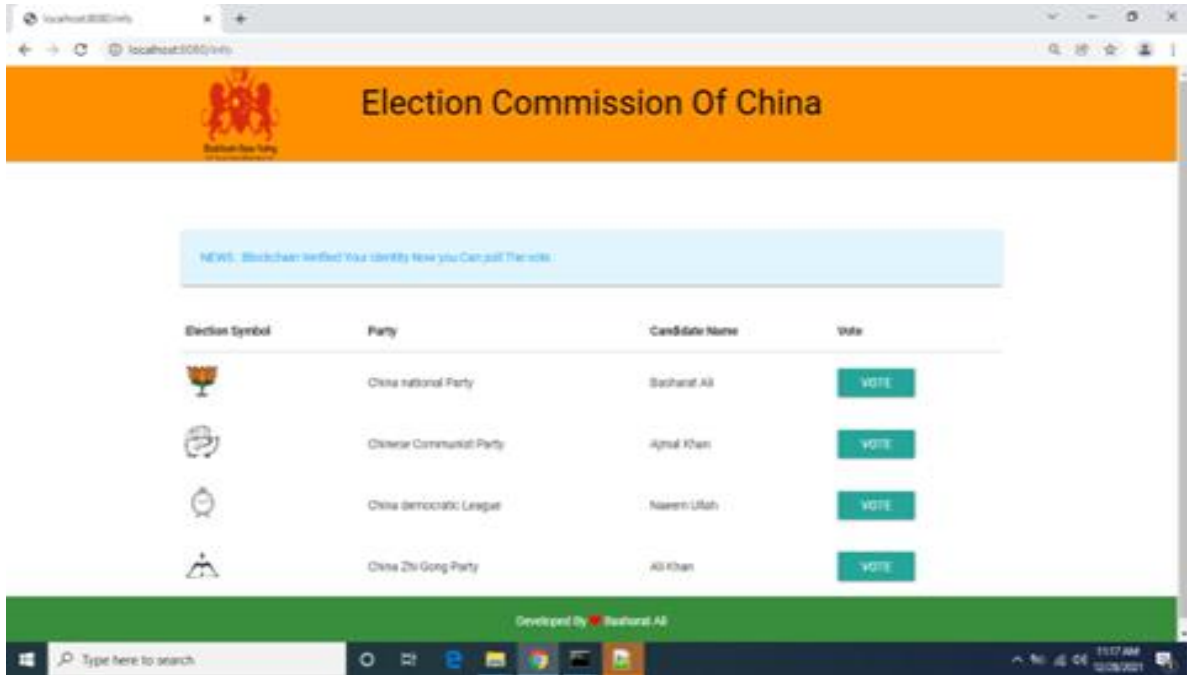 localhost:8080/info
localhost:8080/info
Election Commission Of China
NEWS: Blockchain Verified Your Identity Now you Can poll The vote
Election Symbol Party Candidate Name Vote
China national Party Basharat Ali VOTE
Chinese Communist Party Ajmal Khan VOTE
China democratic League Naeem Ullah VOTE
China Zhi Gong Party Ali Khan VOTE
Developed By Basharat Ali
Type here to search
11:17 AM
12/28/2021